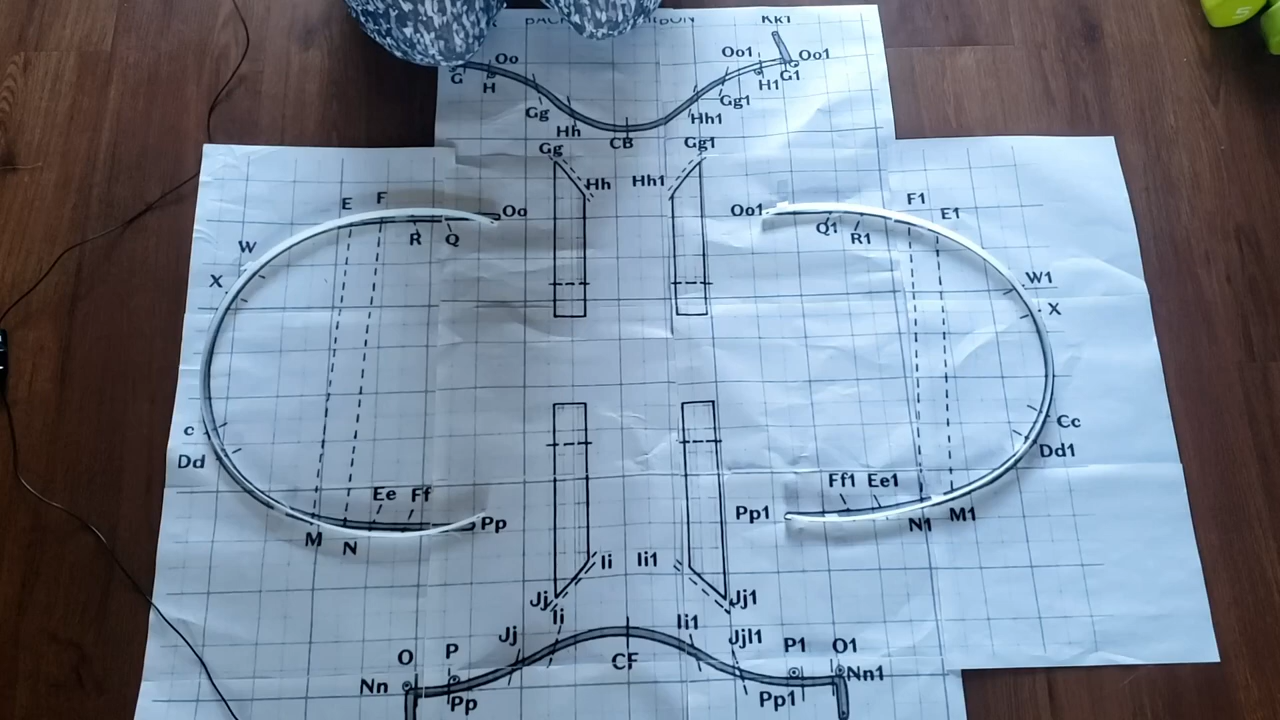 Kk1
Oo
Oo1
Oo1
G
H
H1
G1
Gg
Gg1
Hh
Hh1
CB
Gg
Gg1
Hh
Hh1
E
F
F1
E1
Oo
Oo1
R
Q
Q1
R1
W
X
W1
X
c
Dd
Cc
Dd1
Ee
Ff
Ff1
Ee1
Pp
Pp1
M
N
N1
M1
Ii
Ii1
Jj
Jj1
Ii
Ii1
Jj
Jjl1
O
P
CF
P1
O1
Nn
Nn1
Pp
Pp1
5